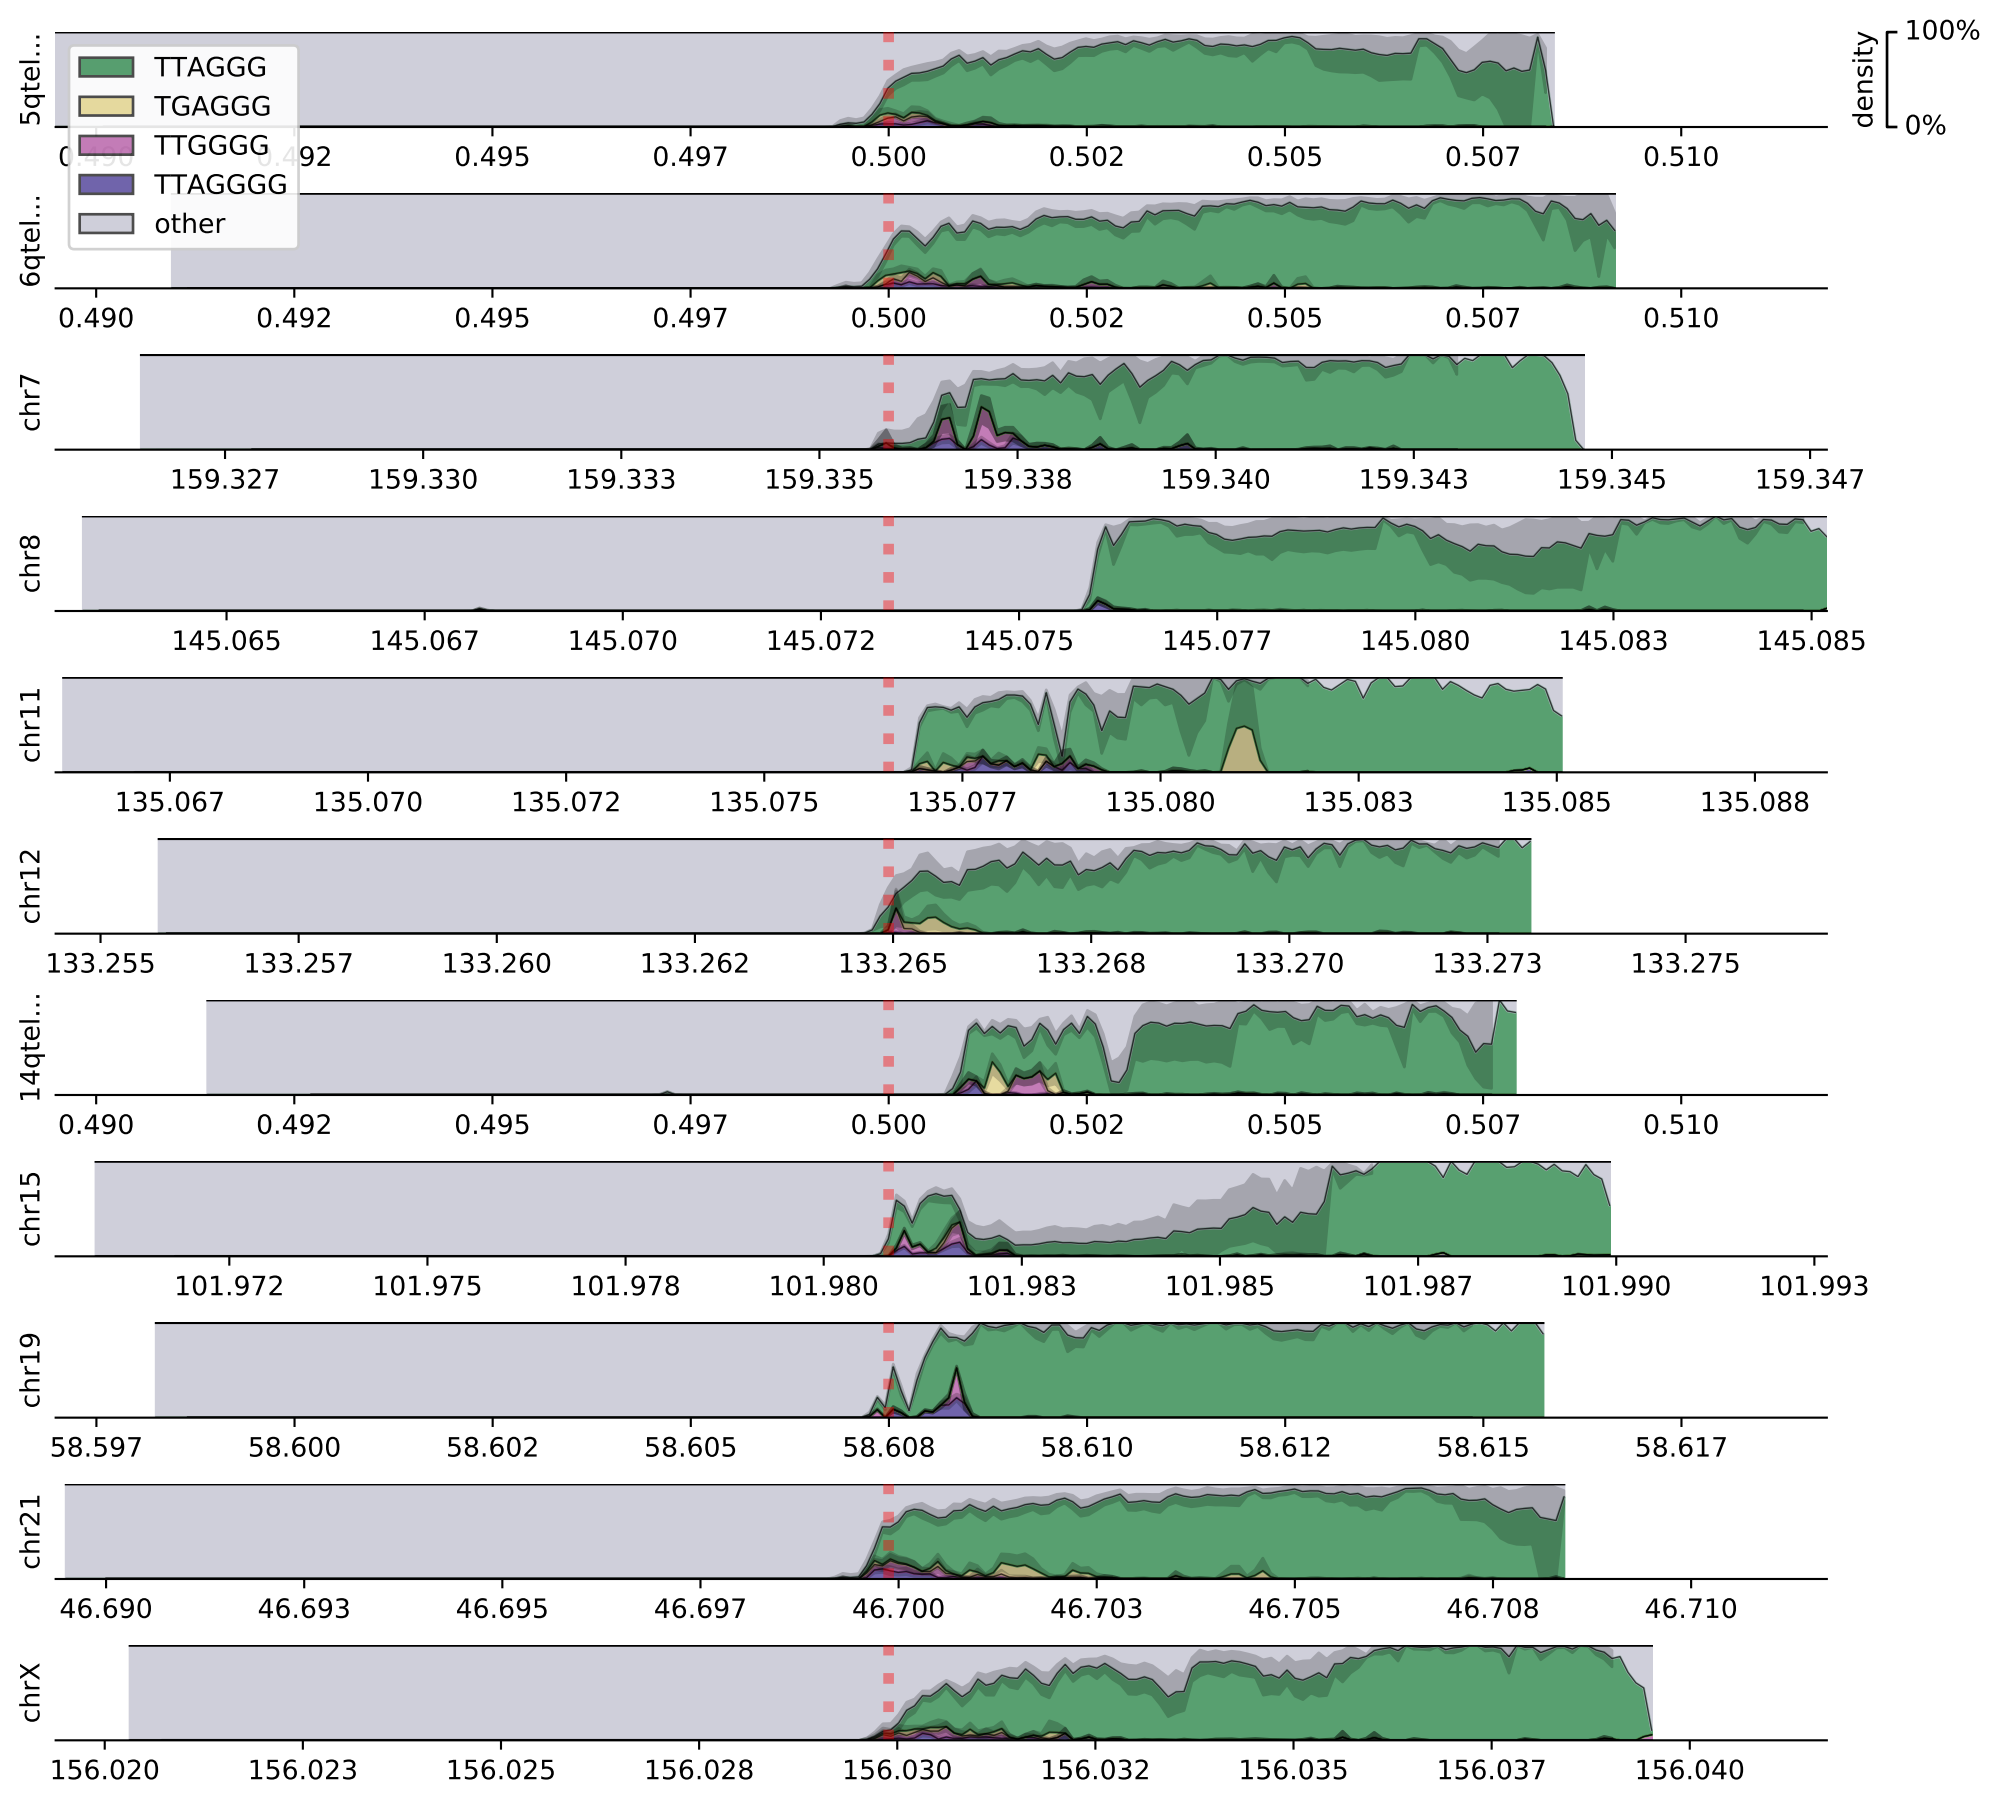 5qtel...
TTAGGG
TGAGGG
TTGGGG
TTAGGGG
other
density
100%
0%
0.490 0.492 0.495 0.497 0.500 0.502 0.505 0.507 0.510
6qtel...
0.490 0.492 0.495 0.497 0.500 0.502 0.505 0.507 0.510
chr7
159.327 159.330 159.333 159.335 159.338 159.340 159.343 159.345 159.347
chr8
145.065 145.067 145.070 145.072 145.075 145.077 145.080 145.083 145.085
chr11
135.067 135.070 135.072 135.075 135.077 135.080 135.083 135.085 135.088
chr12
133.255 133.257 133.260 133.262 133.265 133.268 133.270 133.273 133.275
14qtel...
0.490 0.492 0.495 0.497 0.500 0.502 0.505 0.507 0.510
chr15
101.972 101.975 101.978 101.980 101.983 101.985 101.987 101.990 101.993
chr19
58.597 58.600 58.602 58.605 58.608 58.610 58.612 58.615 58.617
chr21
46.690 46.693 46.695 46.697 46.700 46.703 46.705 46.708 46.710
chrX
156.020 156.023 156.025 156.028 156.030 156.032 156.035 156.037 156.040